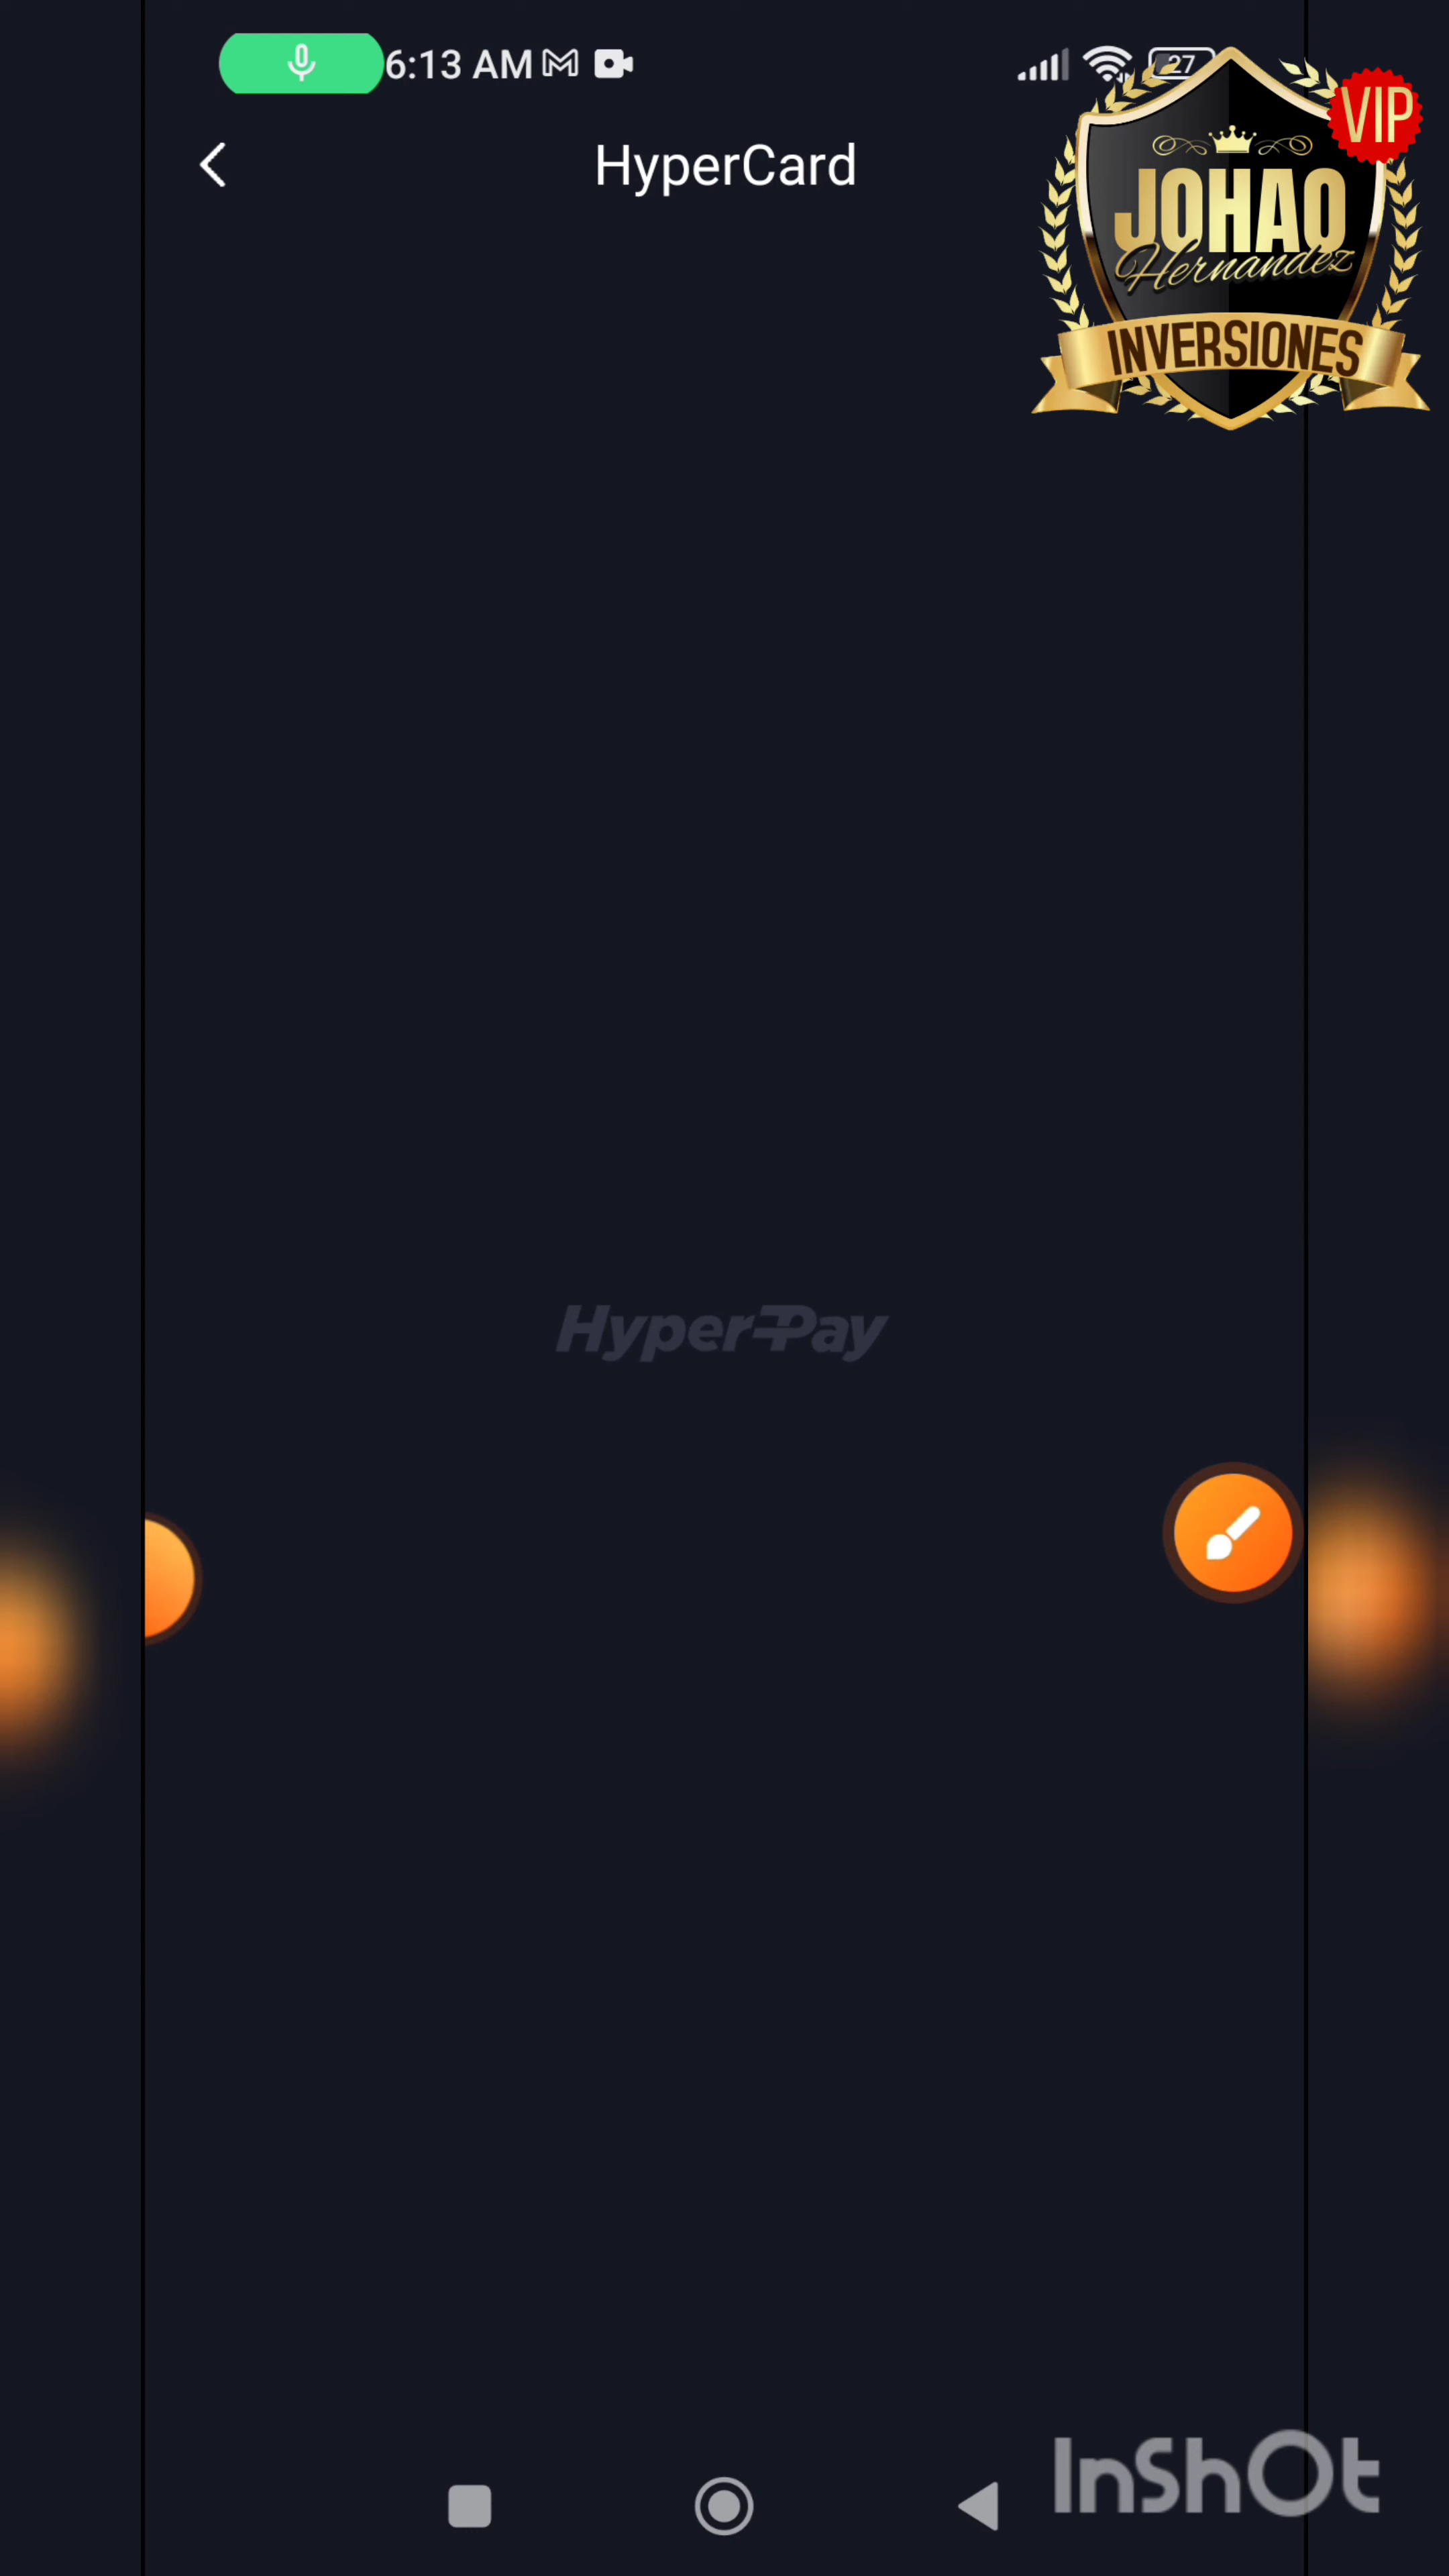 6:13 AM
27
HyperCard
VIP
JOHAO
Hernandez
INVERSIONES
HyperPay
InShOt